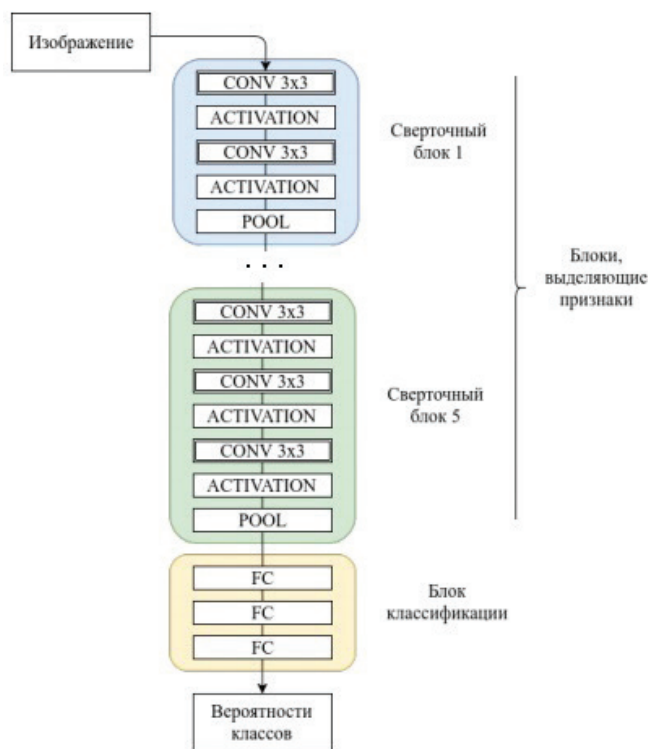 Изображение
CONV 3x3
ACTIVATION
CONV 3x3
ACTIVATION
POOL
Сверточный
блок 1
. . .
Блоки,
выделяющие
признаки
CONV 3x3
ACTIVATION
CONV 3x3
ACTIVATION
CONV 3x3
ACTIVATION
POOL
Сверточный
блок 5
FC
FC
FC
Блок
классификации
Вероятности
классов